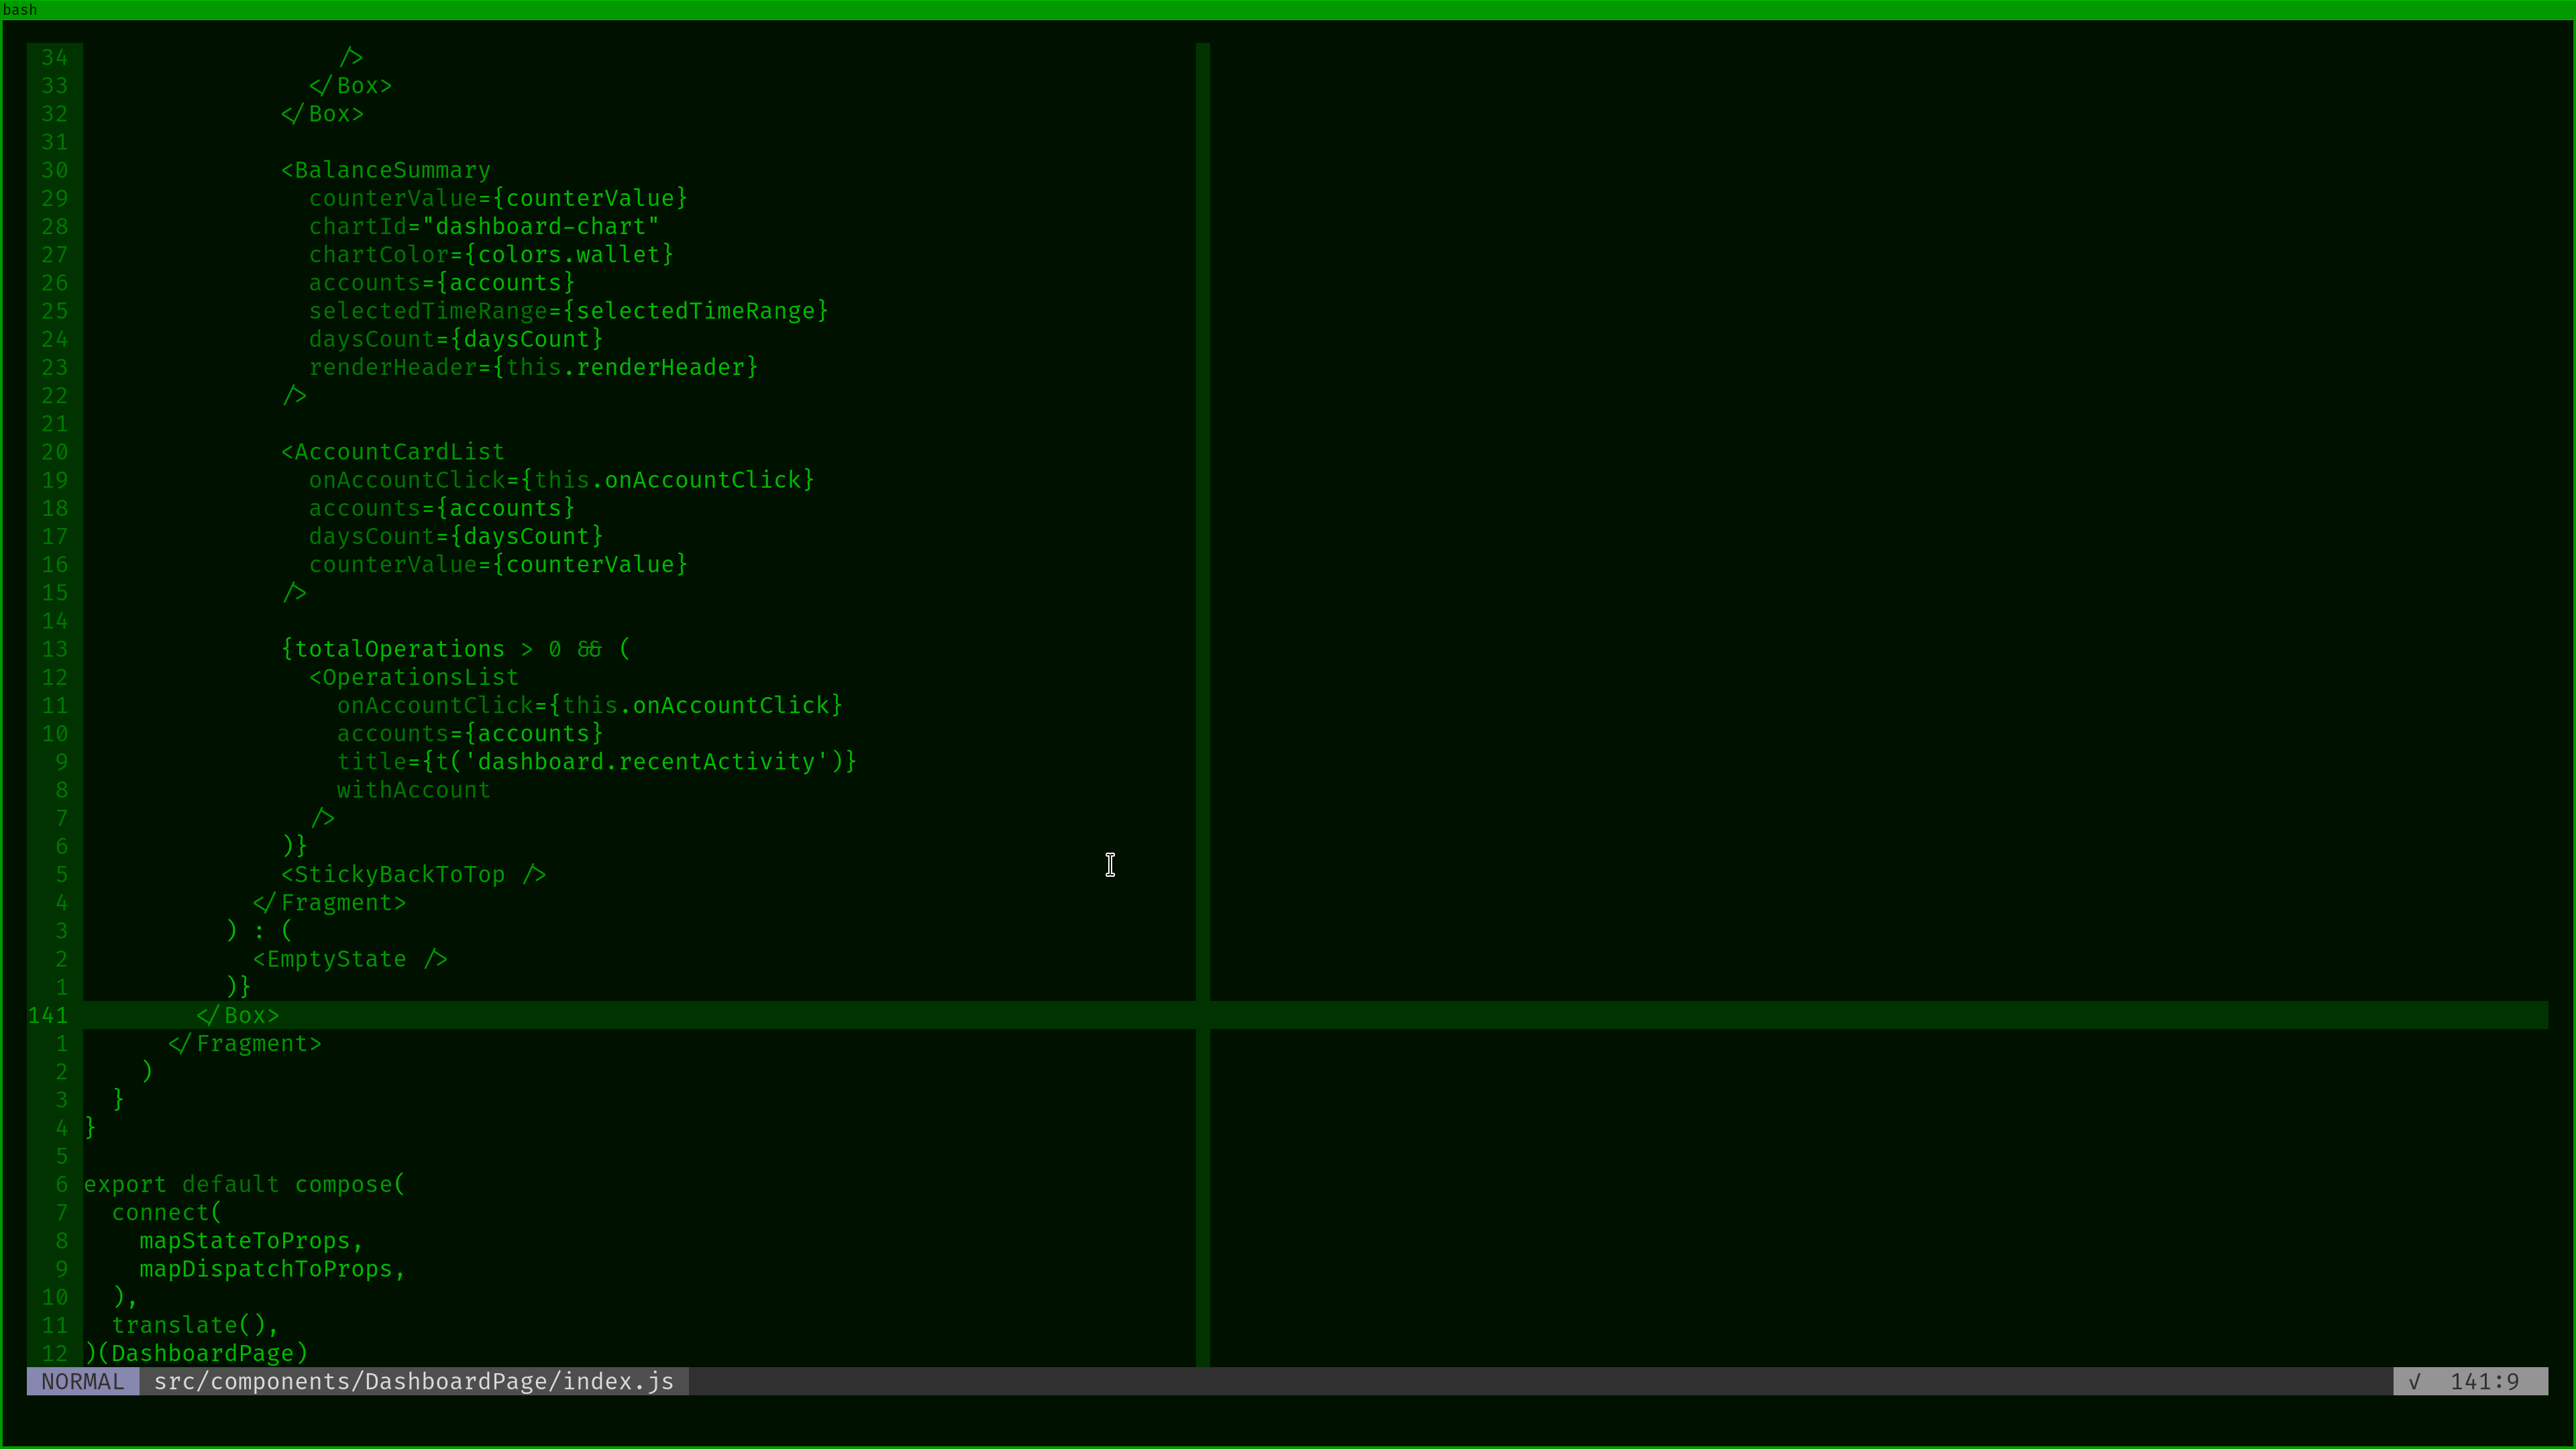 bash
34                   />
33                 </Box>
32               </Box>
31
30               <BalanceSummary
29                 counterValue={counterValue}
28                 chartId="dashboard-chart"
27                 chartColor={colors.wallet}
26                 accounts={accounts}
25                 selectedTimeRange={selectedTimeRange}
24                 daysCount={daysCount}
23                 renderHeader={this.renderHeader}
22               />
21
20               <AccountCardList
19                 onAccountClick={this.onAccountClick}
18                 accounts={accounts}
17                 daysCount={daysCount}
16                 counterValue={counterValue}
15               />
14
13               {totalOperations > 0 && (
12                 <OperationsList
11                   onAccountClick={this.onAccountClick}
10                   accounts={accounts}
9                   title={t('dashboard.recentActivity')}
8                   withAccount
7                 />
6               )}
5               <StickyBackToTop />
4             </Fragment>
3           ) : (
2             <EmptyState />
1           )}
141         </Box>
1       </Fragment>
2     )
3   }
4 }
5
6 export default compose(
7   connect(
8     mapStateToProps,
9     mapDispatchToProps,
10   ),
11   translate(),
12 )(DashboardPage)
NORMAL src/components/DashboardPage/index.js √ 141:9